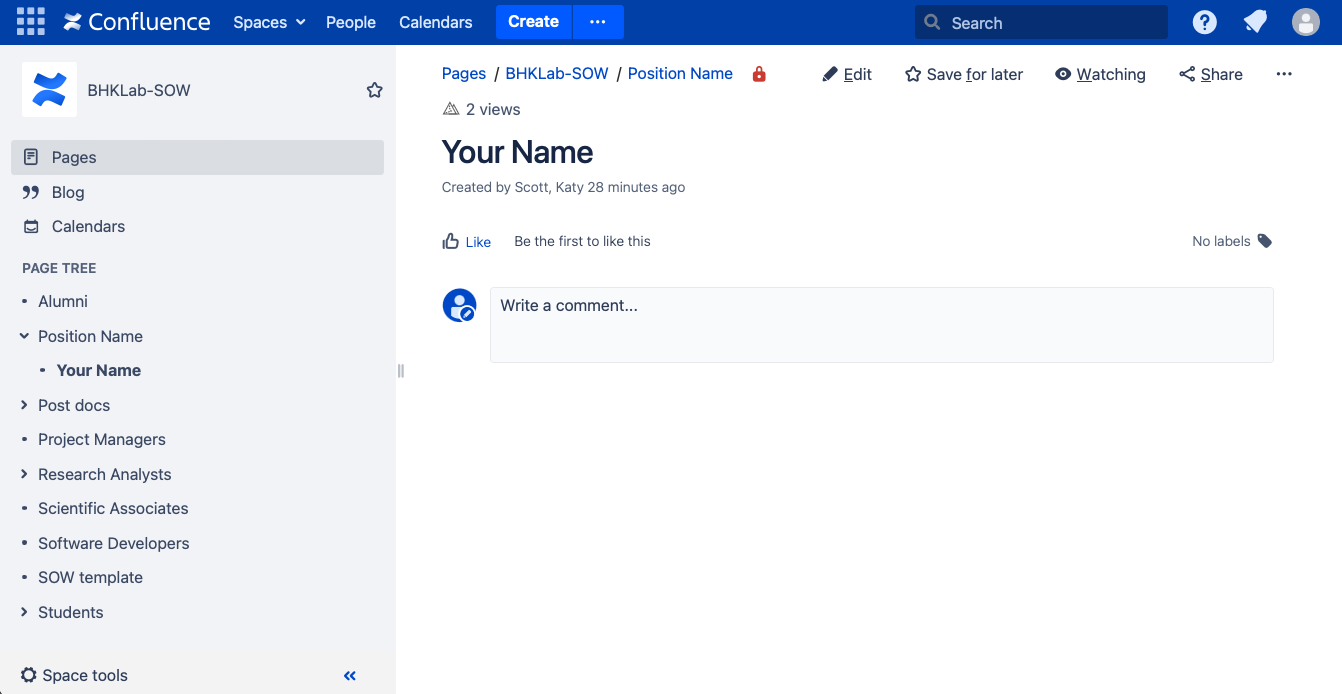 Confluence Spaces People Calendars Create ··· Search
BHKLab-SOW
Pages
Blog
Calendars
PAGE TREE
Alumni
Position Name
Your Name
Post docs
Project Managers
Research Analysts
Scientific Associates
Software Developers
SOW template
Students
Space tools
Pages / BHKLab-SOW / Position Name
Edit Save for later Watching Share ···
2 views
Your Name
Created by Scott, Katy 28 minutes ago
Like Be the first to like this No labels
Write a comment...